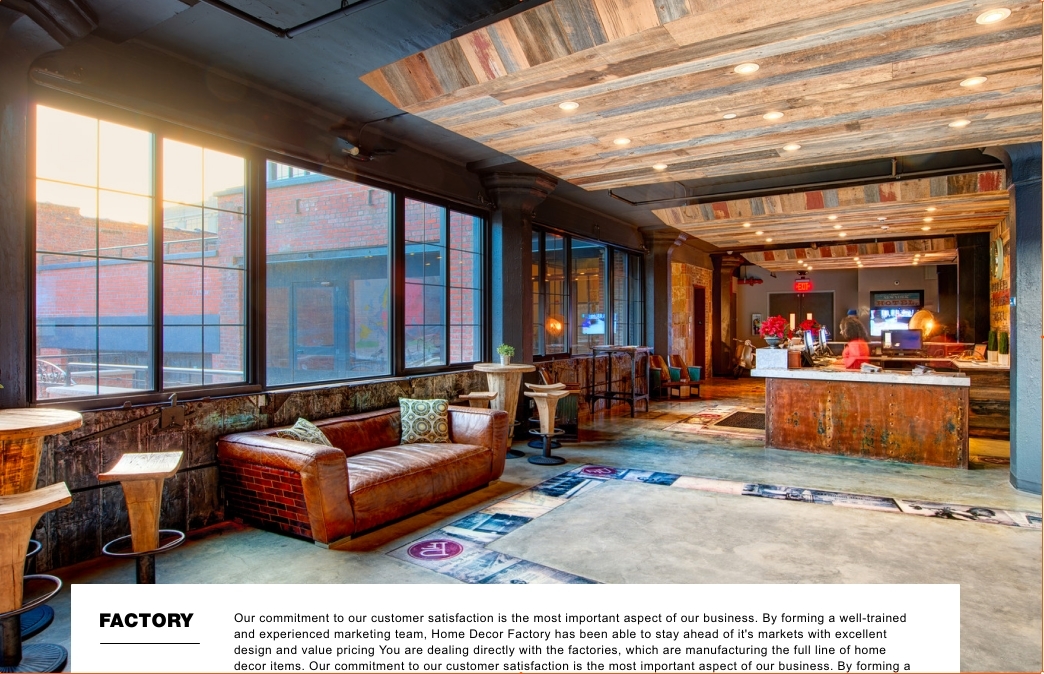 FACTORY
Our commitment to our customer satisfaction is the most important aspect of our business. By forming a well-trained
and experienced marketing team, Home Decor Factory has been able to stay ahead of it's markets with excellent
design and value pricing You are dealing directly with the factories, which are manufacturing the full line of home
decor items. Our commitment to our customer satisfaction is the most important aspect of our business. By forming a